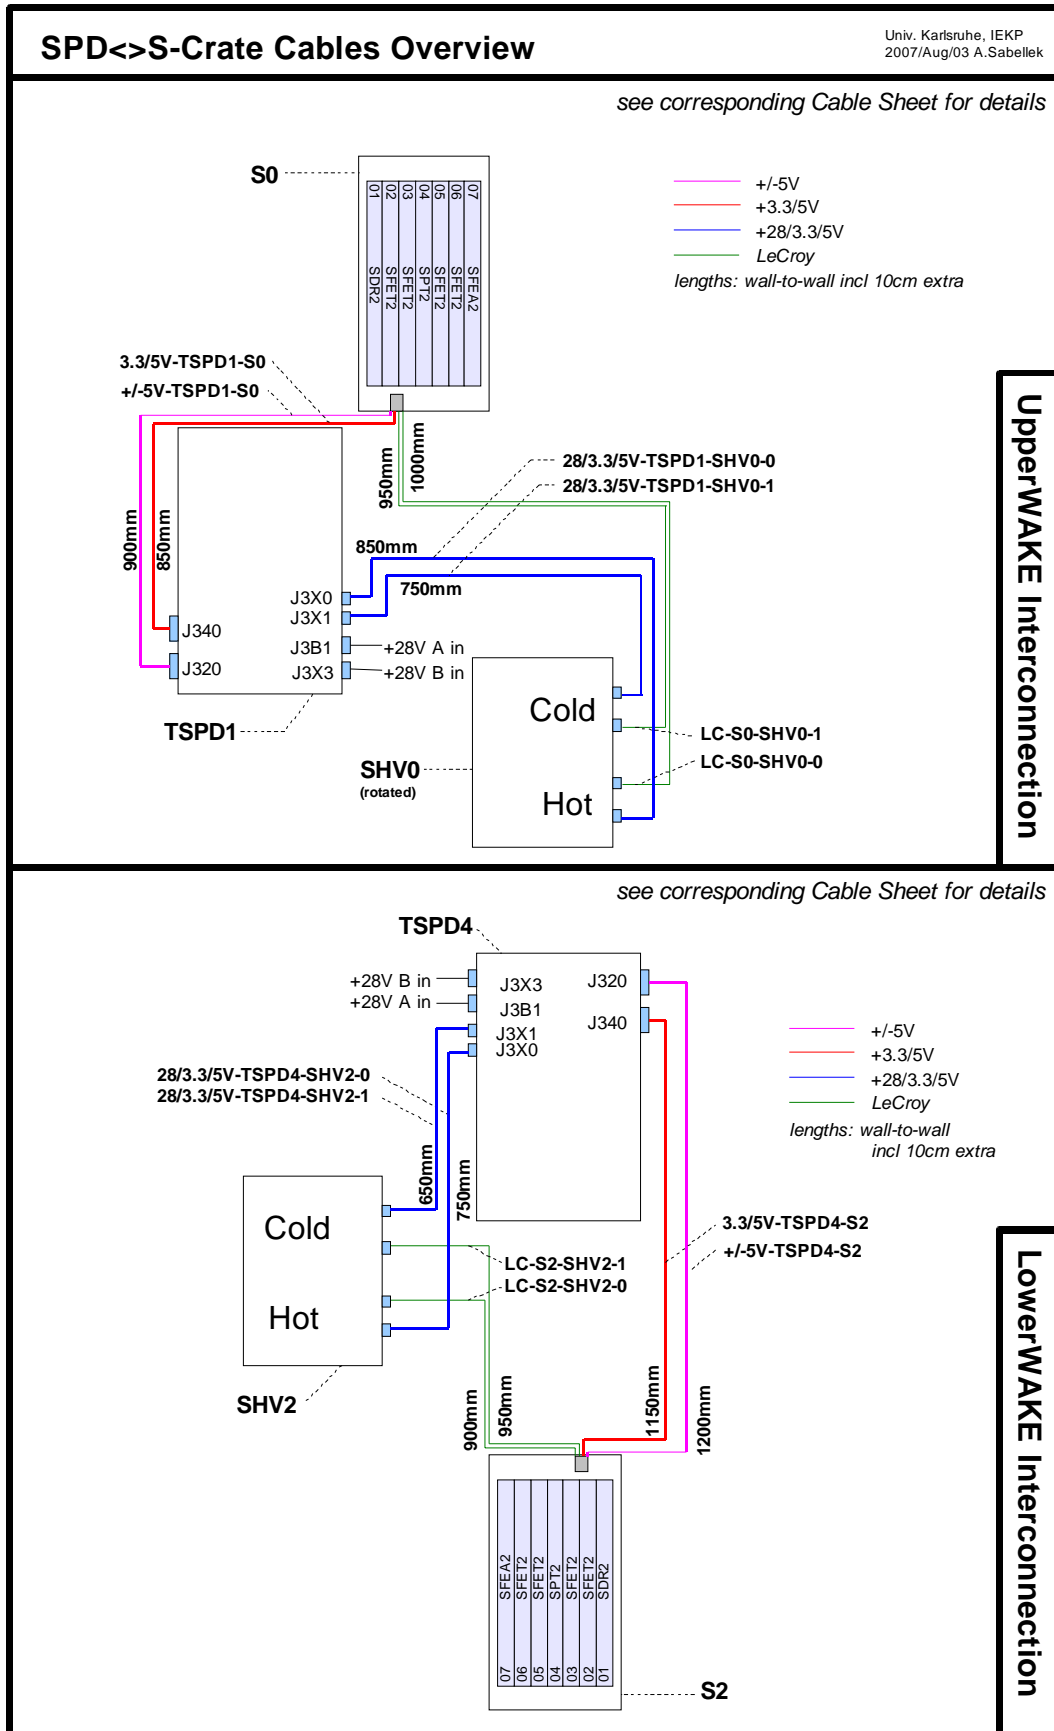 SPD<>S-Crate Cables Overview
Univ. Karlsruhe, IEKP
2007/Aug/03 A.Sabellek
see corresponding Cable Sheet for details
S0
01 SDR2
02 SFET2
03 SFET2
04 SPT2
05 SFET2
06 SFET2
07 SFEA2
+/-5V
+3.3/5V
+28/3.3/5V
LeCroy
lengths: wall-to-wall incl 10cm extra
3.3/5V-TSPD1-S0
+/-5V-TSPD1-S0
950mm
1000mm
28/3.3/5V-TSPD1-SHV0-0
28/3.3/5V-TSPD1-SHV0-1
900mm
850mm
850mm
750mm
J3X0
J3X1
J340
J3B1
+28V A in
J320
J3X3
+28V B in
TSPD1
Cold
LC-S0-SHV0-1
LC-S0-SHV0-0
SHV0
(rotated)
Hot
UpperWAKE Interconnection
see corresponding Cable Sheet for details
TSPD4
+28V B in
J3X3
J320
+28V A in
J3B1
J340
J3X1
J3X0
+/-5V
+3.3/5V
+28/3.3/5V
LeCroy
lengths: wall-to-wall
incl 10cm extra
28/3.3/5V-TSPD4-SHV2-0
28/3.3/5V-TSPD4-SHV2-1
650mm
750mm
Cold
3.3/5V-TSPD4-S2
+/-5V-TSPD4-S2
LC-S2-SHV2-1
LC-S2-SHV2-0
Hot
SHV2
900mm
950mm
1150mm
1200mm
07 SFEA2
06 SFET2
05 SFET2
04 SPT2
03 SFET2
02 SFET2
01 SDR2
S2
LowerWAKE Interconnection